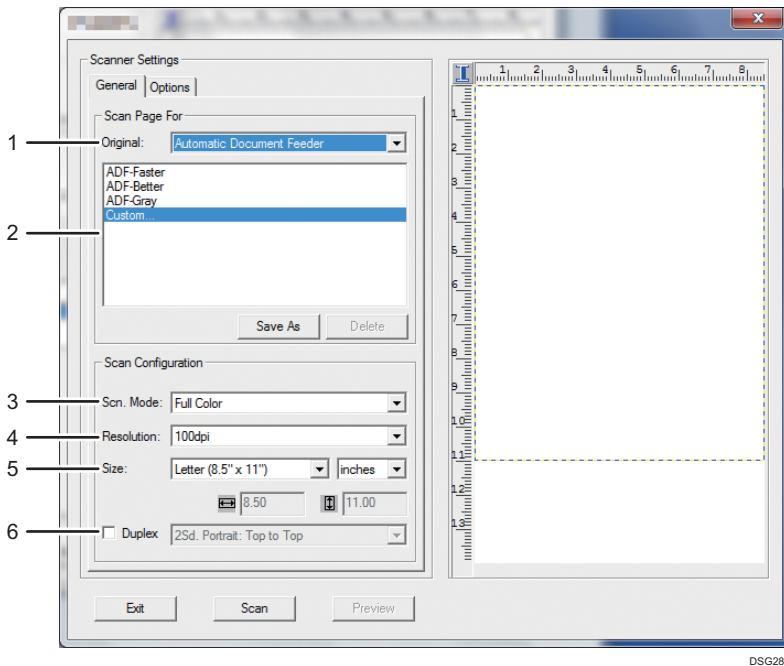 Scanner Settings
General Options
Scan Page For
1 Original: Automatic Document Feeder
ADF-Faster
ADF-Better
ADF-Gray
Custom...
2
Save As Delete
Scan Configuration
3 Scn. Mode: Full Color
4 Resolution: 100dpi
5 Size: Letter (8.5" x 11") inches
8.50 11.00
6 Duplex 2Sd. Portrait: Top to Top
Exit Scan Preview
1 2 3 4 5 6 7 8
1
2
3
4
5
6
7
8
9
10
11
12
13
DSG28